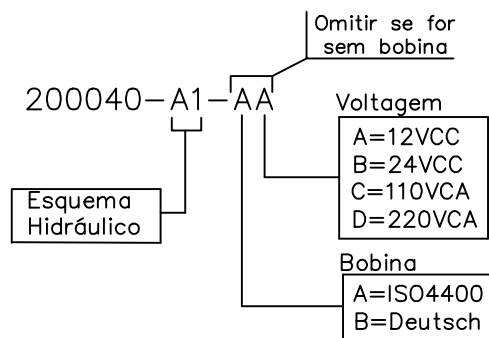 Omitir se for
sem bobina
200040-A1-AA
Voltagem
A=12VCC
B=24VCC
C=110VCA
D=220VCA
Esquema
Hidráulico
Bobina
A=ISO4400
B=Deutsch